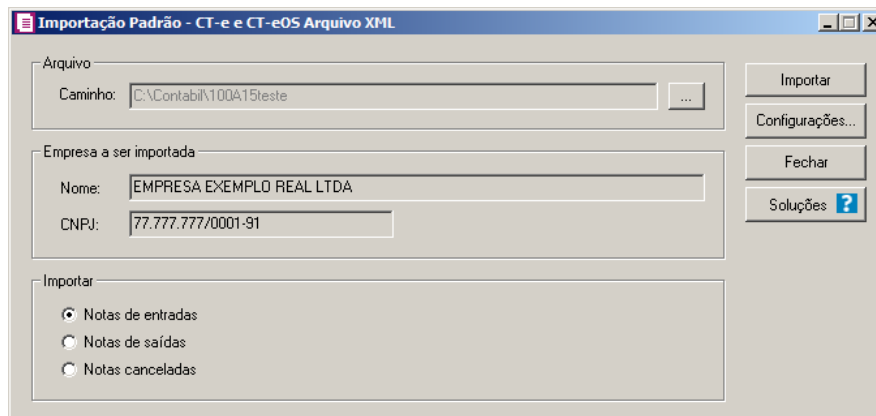 Importação Padrão - CT-e e CT-eOS Arquivo XML
Arquivo
Caminho: C:\Contabil\100A15teste ...
Importar
Configurações...
Fechar
Soluções ?
Empresa a ser importada
Nome: EMPRESA EXEMPLO REAL LTDA
CNPJ: 77.777.777/0001-91
Importar
Notas de entradas
Notas de saídas
Notas canceladas